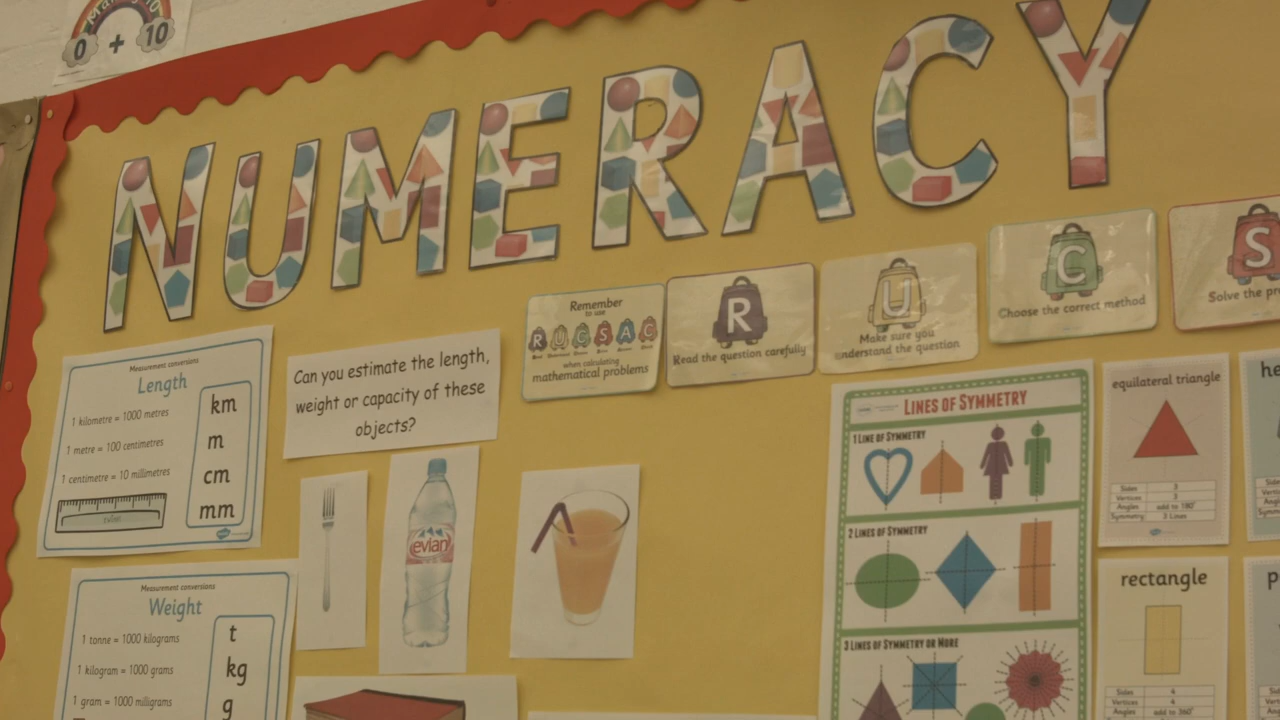 Making 10
0 + 10
NUMERACY
Remember
to use
RUCSAC
when calculating
mathematical problems
R
Read the question carefully
U
Make sure you
understand the question
C
Choose the correct method
S
Solve the pr
Measurement conversions
Length
1 kilometre = 1000 metres
1 metre = 100 centimetres
1 centimetre = 10 millimetres
ruler
km
m
cm
mm
Can you estimate the length,
weight or capacity of these
objects?
evian
Measurement conversions
Weight
1 tonne = 1000 kilograms
1 kilogram = 1000 grams
1 gram = 1000 milligrams
t
kg
g
LINES OF SYMMETRY
1 LINE OF SYMMETRY
2 LINES OF SYMMETRY
3 LINES OF SYMMETRY OR MORE
equilateral triangle
Sides 3
Vertices 3
Angles add to 180°
Symmetry: 3 Lines
he
rectangle
Sides 4
Vertices 4
Angles add to 360°
p